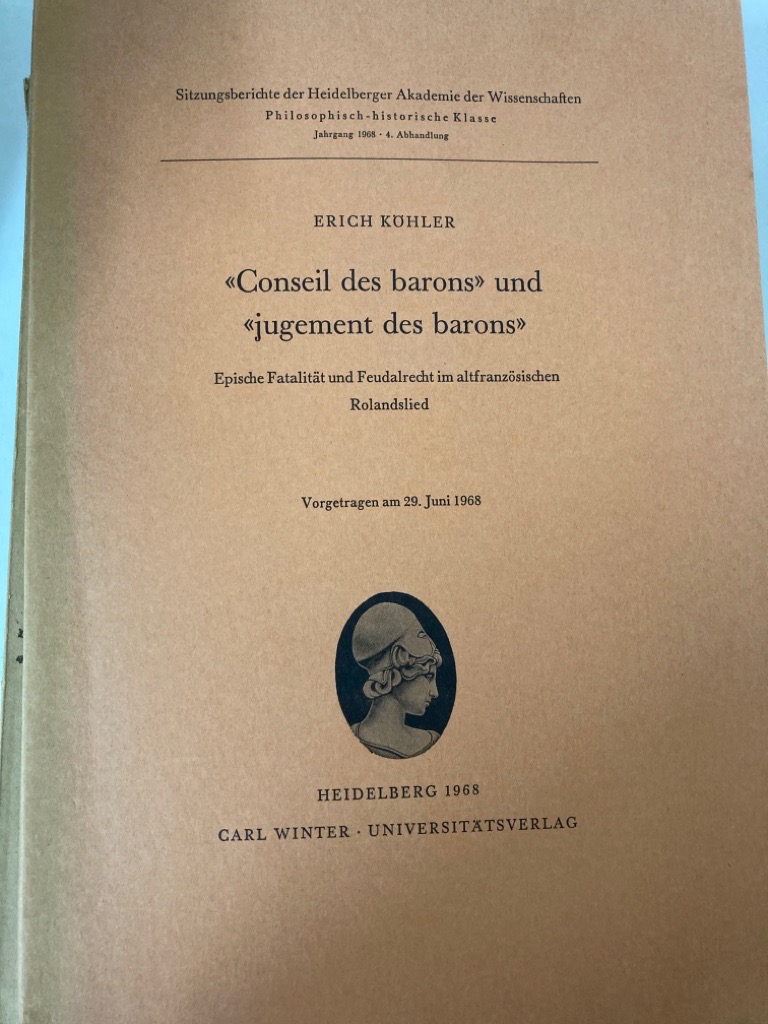 Sitzungsberichte der Heidelberger Akademie der Wissenschaften
Philosophisch-historische Klasse
Jahrgang 1968 · 4. Abhandlung
ERICH KÖHLER
«Conseil des barons» und
«jugement des barons»
Epische Fatalität und Feudalrecht im altfranzösischen
Rolandslied
Vorgetragen am 29. Juni 1968
HEIDELBERG 1968
CARL WINTER · UNIVERSITÄTSVERLAG